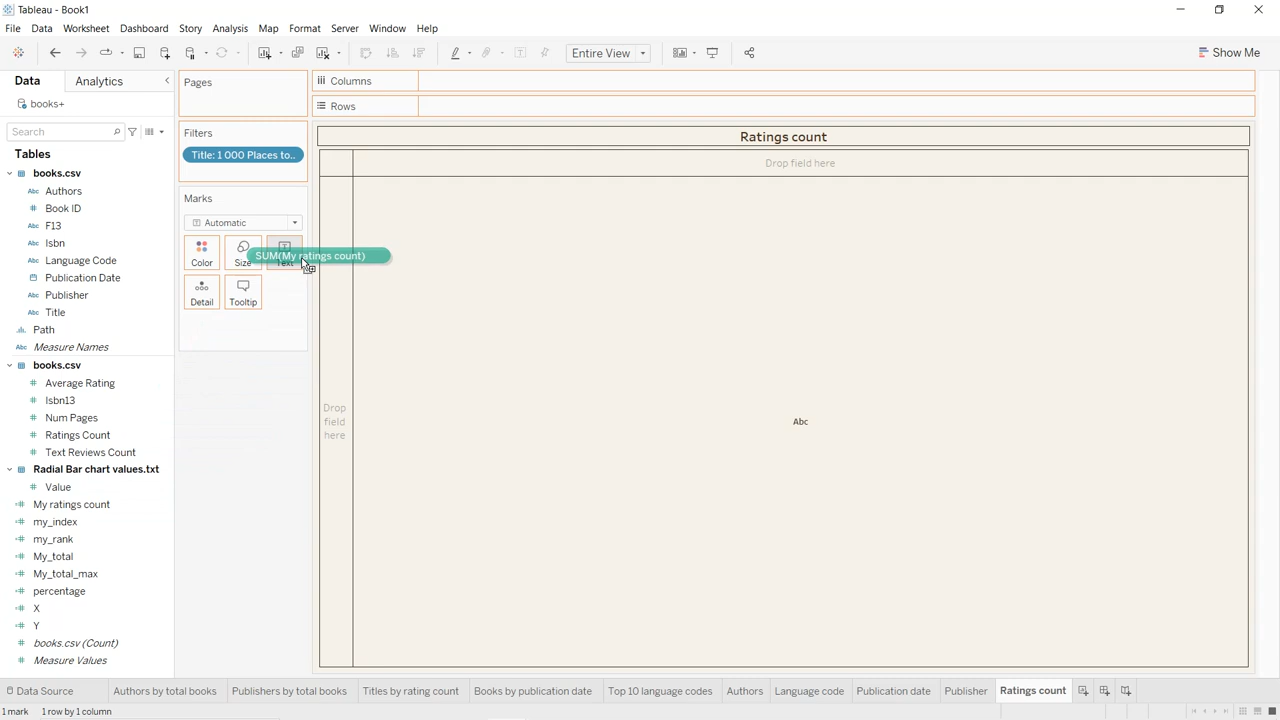 Tableau - Book1
File Data Worksheet Dashboard Story Analysis Map Format Server Window Help
Entire View
Show Me
Data Analytics
books+
Search
Tables
books.csv
Abc Authors
# Book ID
Abc F13
Abc Isbn
Abc Language Code
Publication Date
Abc Publisher
Abc Title
Path
Abc Measure Names
books.csv
# Average Rating
# Isbn13
# Num Pages
# Ratings Count
# Text Reviews Count
Radial Bar chart values.txt
# Value
# My ratings count
# my_index
# my_rank
# My_total
# My_total_max
# percentage
# X
# Y
# books.csv (Count)
# Measure Values
Pages
Filters
Title: 1 000 Places to..
Marks
Automatic
Color Size Text
SUM(My ratings count)
Detail Tooltip
Columns
Rows
Ratings count
Drop field here
Drop
field
here
Abc
Data Source Authors by total books Publishers by total books Titles by rating count Books by publication date Top 10 language codes Authors Language code Publication date Publisher Ratings count
1 mark 1 row by 1 column